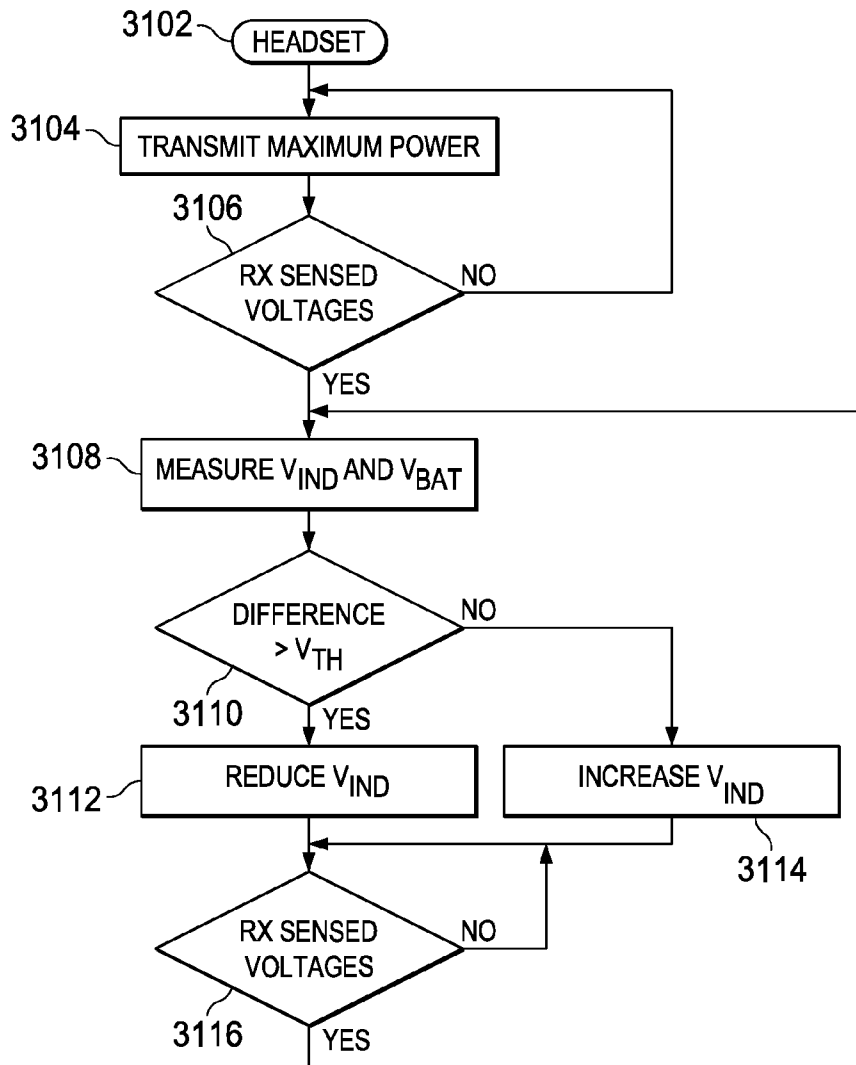 3102
HEADSET
3104
TRANSMIT MAXIMUM POWER
3106
RX SENSED
VOLTAGES
NO
YES
3108
MEASURE VIND AND VBAT
DIFFERENCE
> VTH
NO
3110
YES
3112
REDUCE VIND
INCREASE VIND
3114
RX SENSED
VOLTAGES
NO
3116
YES